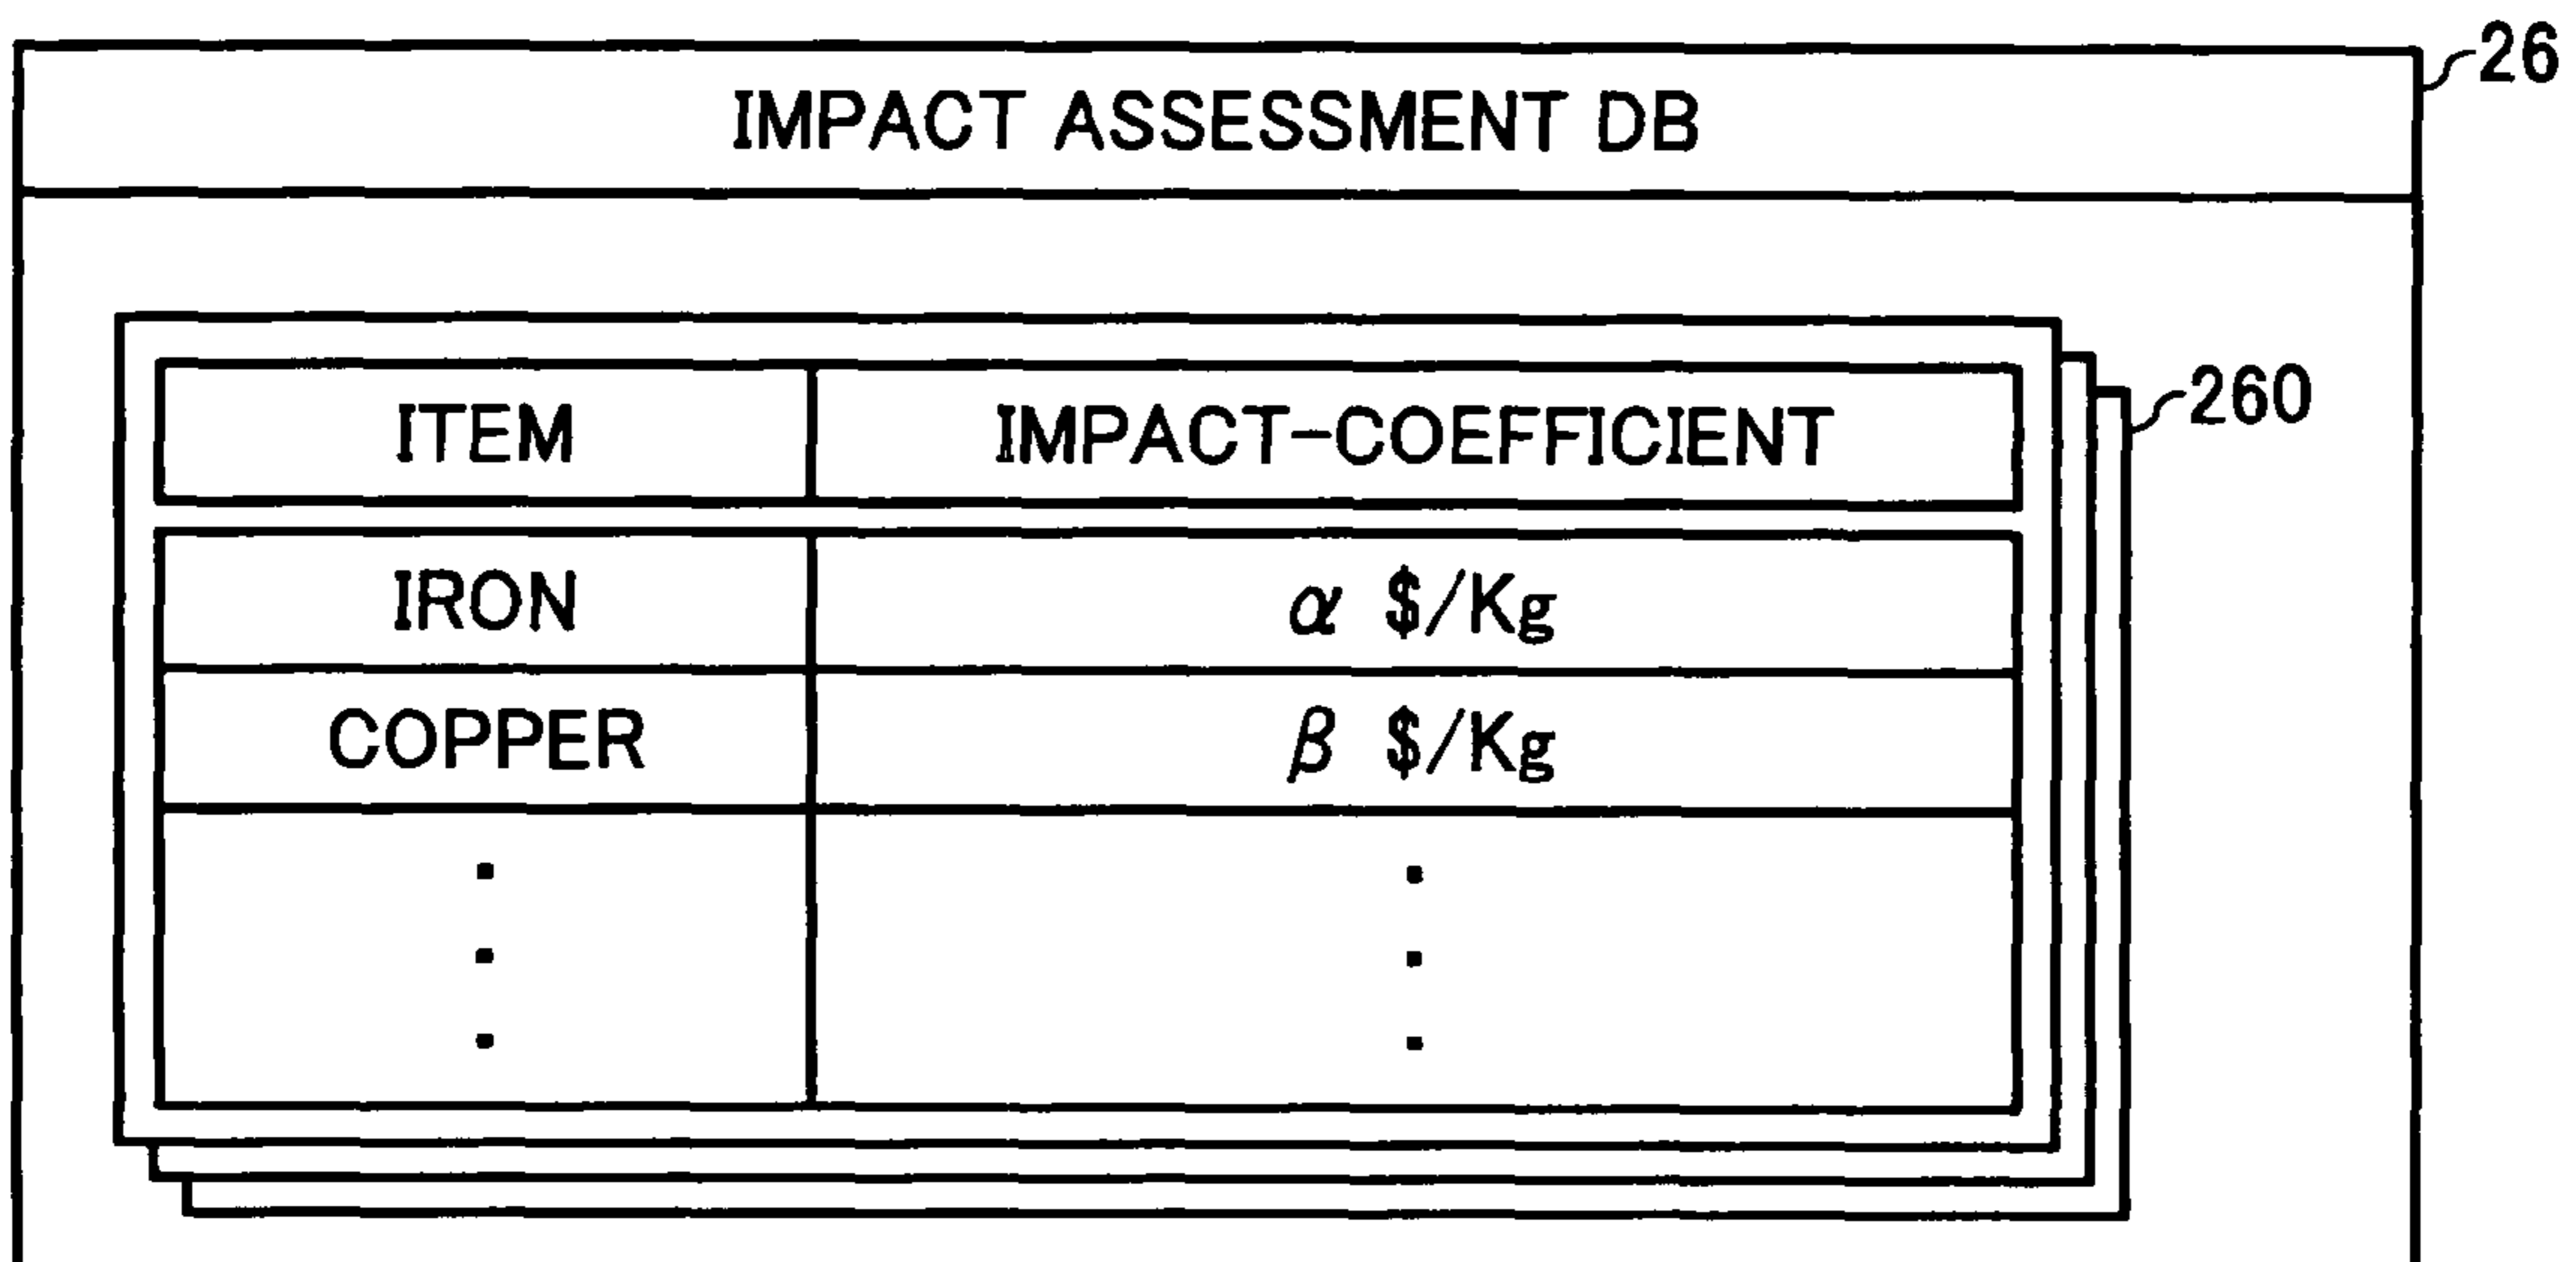 26
IMPACT ASSESSMENT DB
260
ITEM IMPACT-COEFFICIENT
IRON α $/Kg
COPPER β $/Kg